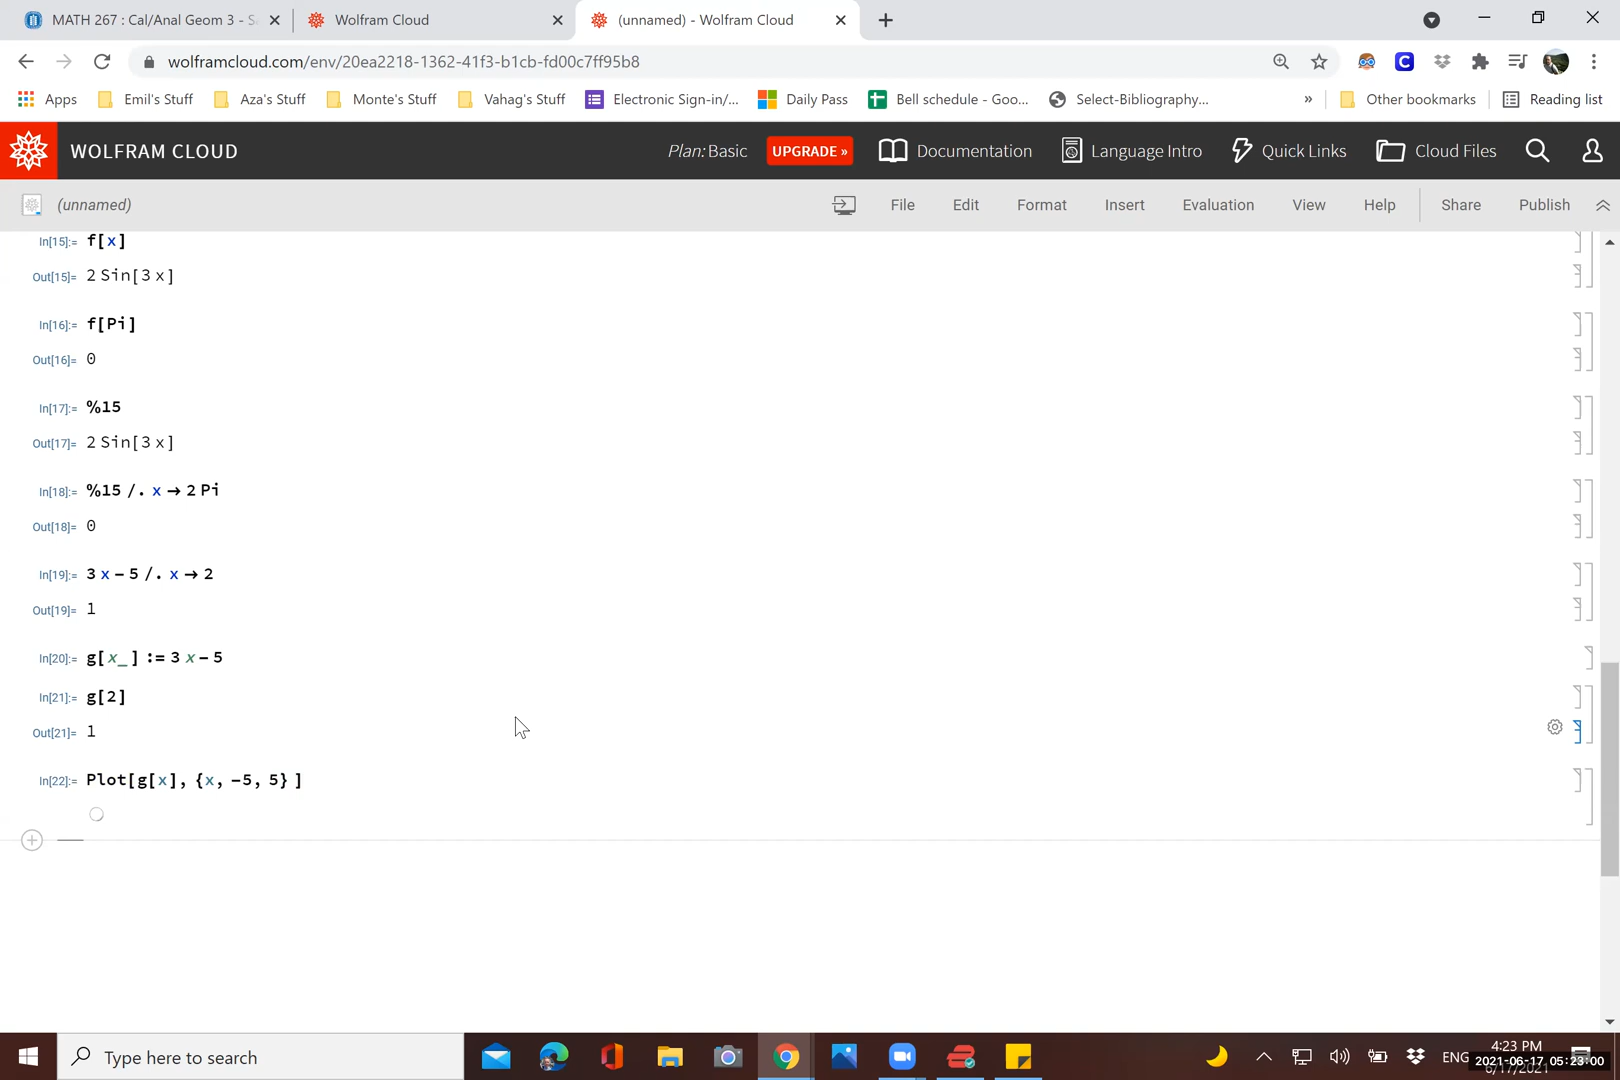 MATH 267 : Cal/Anal Geom 3 - S
Wolfram Cloud
(unnamed) - Wolfram Cloud
wolframcloud.com/env/20ea2218-1362-41f3-b1cb-fd00c7ff95b8
Apps
Emil's Stuff
Aza's Stuff
Monte's Stuff
Vahag's Stuff
Electronic Sign-in/...
Daily Pass
Bell schedule - Goo...
Select-Bibliography...
»
Other bookmarks
Reading list
WOLFRAM CLOUD
Plan: Basic
UPGRADE »
Documentation
Language Intro
Quick Links
Cloud Files
(unnamed)
File
Edit
Format
Insert
Evaluation
View
Help
Share
Publish
In[15]:= f[x]
Out[15]= 2 Sin[3 x]
In[16]:= f[Pi]
Out[16]= 0
In[17]:= %15
Out[17]= 2 Sin[3 x]
In[18]:= %15 /. x → 2 Pi
Out[18]= 0
In[19]:= 3 x - 5 /. x → 2
Out[19]= 1
In[20]:= g[x_] := 3 x - 5
In[21]:= g[2]
Out[21]= 1
In[22]:= Plot[g[x], {x, -5, 5} ]
Type here to search
ENG
4:23 PM
2021-06-17 05:23:00
6/17/2021